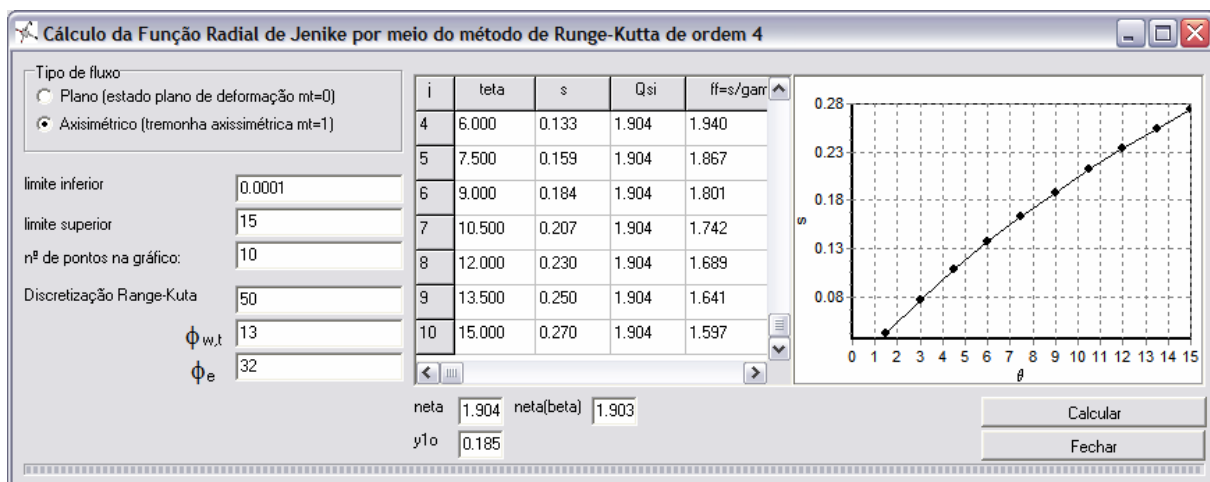 Cálculo da Função Radial de Jenike por meio do método de Runge-Kutta de ordem 4
Tipo de fluxo
Plano (estado plano de deformação mt=0)
Axisimétrico (tremonha axissimétrica mt=1)
limite inferior 0.0001
limite superior 15
nº de pontos na gráfico: 10
Discretização Range-Kuta 50
ϕw,t 13
ϕe 32
i teta s Qsi ff=s/gam
4 6.000 0.133 1.904 1.940
5 7.500 0.159 1.904 1.867
6 9.000 0.184 1.904 1.801
7 10.500 0.207 1.904 1.742
8 12.000 0.230 1.904 1.689
9 13.500 0.250 1.904 1.641
10 15.000 0.270 1.904 1.597
neta 1.904 neta(beta) 1.903
y1o 0.185
0.28
0.23
0.18
0.13
0.08
s
0 1 2 3 4 5 6 7 8 9 10 11 12 13 14 15
θ
Calcular
Fechar